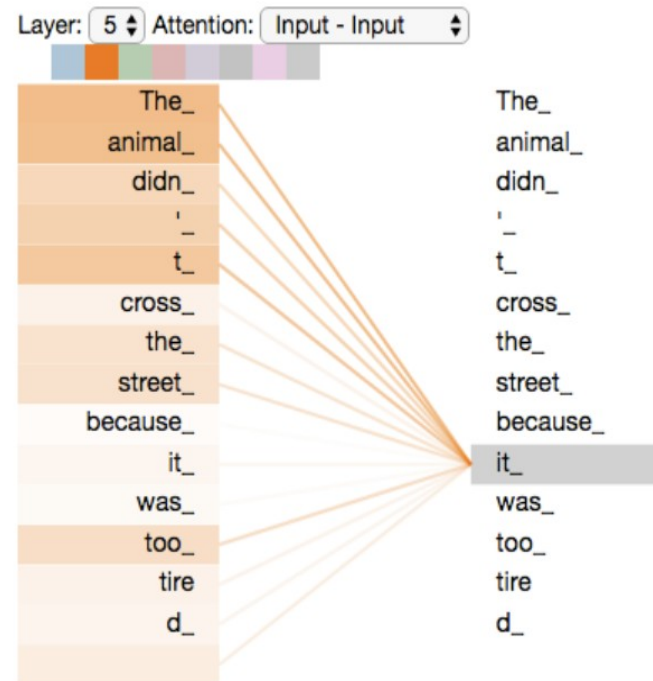 Layer: 5 Attention: Input - Input
The_ The_
animal_ animal_
didn_ didn_
'_ '_
t_ t_
cross_ cross_
the_ the_
street_ street_
because_ because_
it_ it_
was_ was_
too_ too_
tire tire
d_ d_